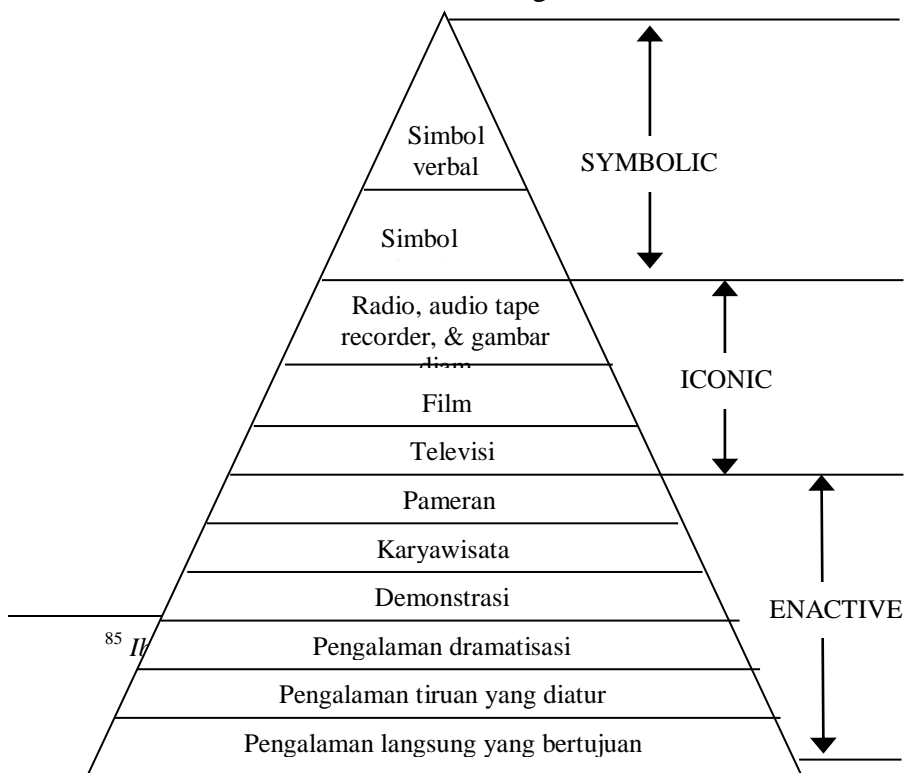 Simbol
verbal
SYMBOLIC
Simbol
Radio, audio tape
recorder, & gambar
diam
ICONIC
Film
Televisi
Pameran
Karyawisata
Demonstrasi
ENACTIVE
85
Pengalaman dramatisasi
Pengalaman tiruan yang diatur
Pengalaman langsung yang bertujuan